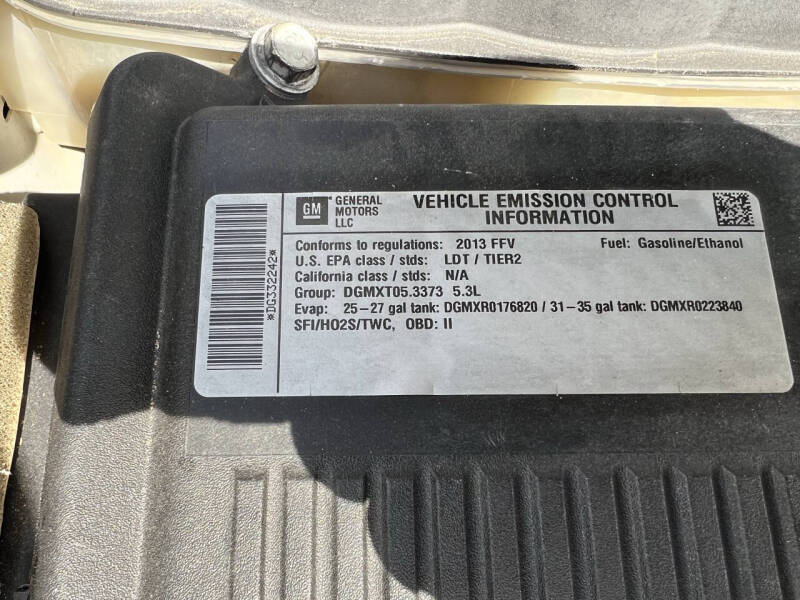 GM
GENERAL
MOTORS
LLC
VEHICLE EMISSION CONTROL
INFORMATION
Conforms to regulations: 2013 FFV Fuel: Gasoline/Ethanol
U.S. EPA class / stds: LDT / TIER2
California class / stds: N/A
Group: DGMXT05.3373 5.3L
Evap: 25-27 gal tank: DGMXR0176820 / 31-35 gal tank: DGMXR0223840
SFI/HO2S/TWC, OBD: II
*DG332242*